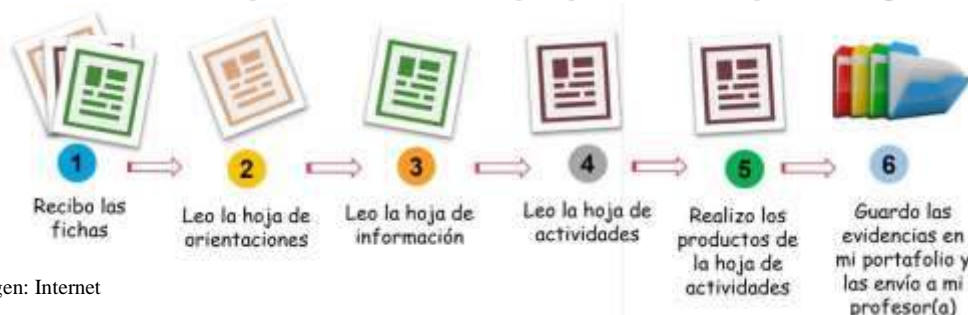 1
Recibo las
fichas
2
Leo la hoja de
orientaciones
3
Leo la hoja de
información
4
Leo la hoja de
actividades
5
Realizo los
productos de
la hoja de
actividades
6
Guardo las
evidencias en
mi portafolio y
las envío a mi
profesor(a)
gen: Internet